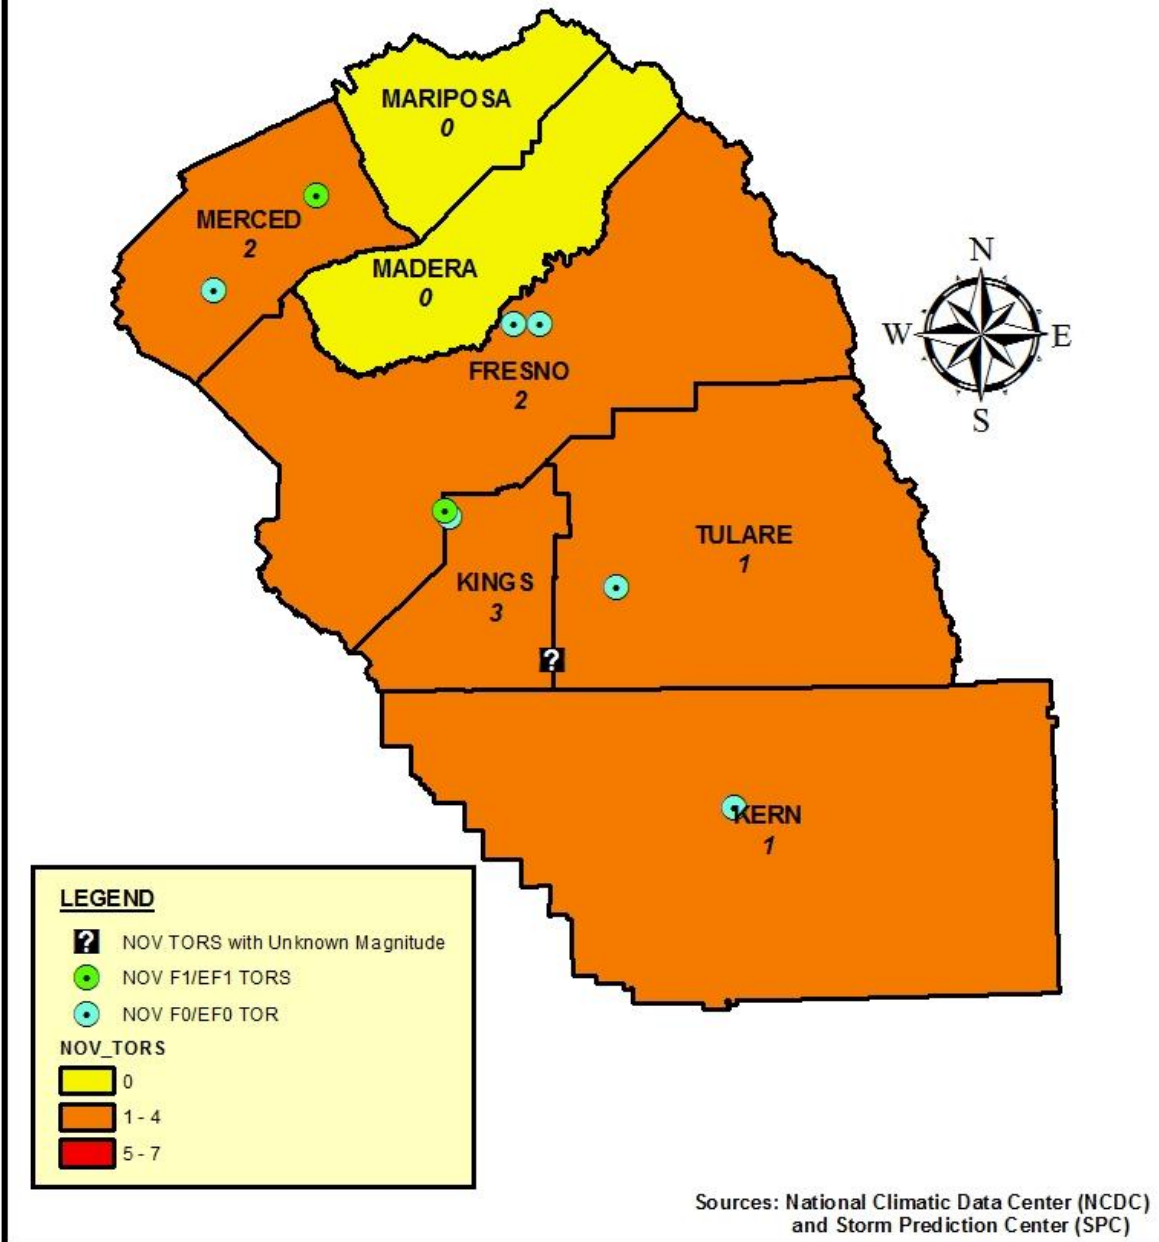 MARIPOSA
0
MERCED
2
MADERA
0
FRESNO
2
N
W
E
S
TULARE
1
KINGS
3
?
KERN
1
LEGEND
? NOV TORS with Unknown Magnitude
NOV F1/EF1 TORS
NOV F0/EF0 TOR
NOV_TORS
0
1 - 4
5 - 7
Sources: National Climatic Data Center (NCDC)
and Storm Prediction Center (SPC)